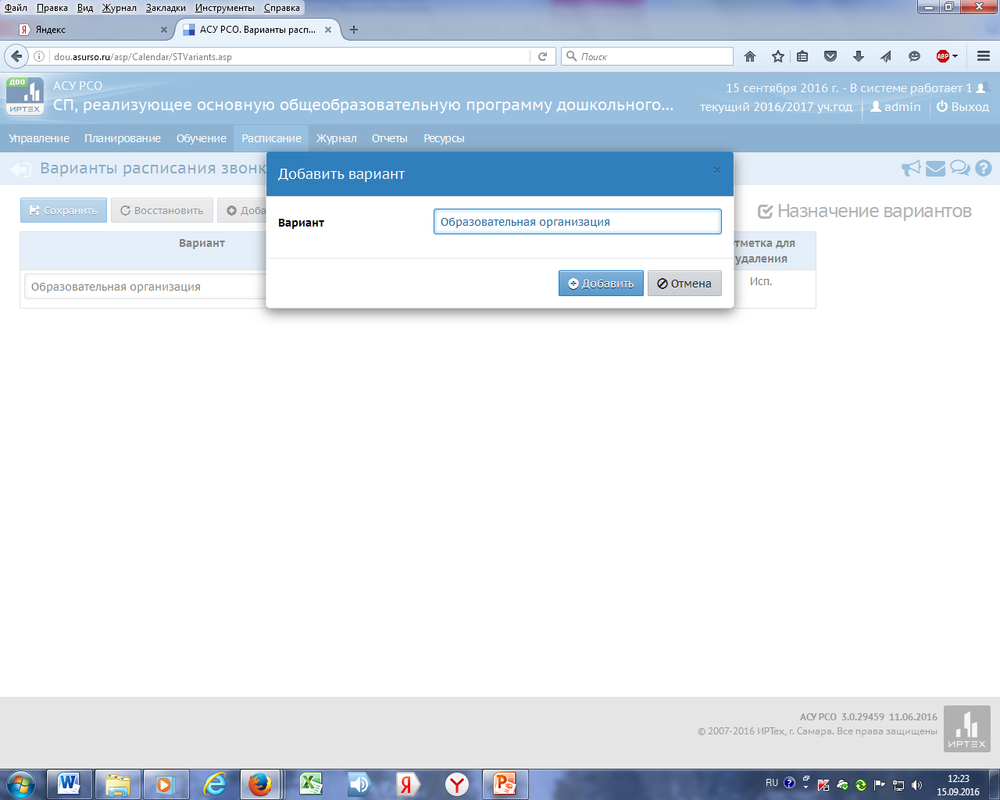 Файл Правка Вид Журнал Закладки Инструменты Справка
Яндекс
АСУ РСО. Варианты расп...
dou.asurso.ru/asp/Calendar/STVariants.asp
Поиск
ABP
ДОО
ИРТЕХ
АСУ РСО
СП, реализующее основную общеобразовательную программу дошкольного...
15 сентября 2016 г. - В системе работает 1
текущий 2016/2017 уч.год
admin
Выход
Управление Планирование Обучение Расписание Журнал Отчеты Ресурсы
Варианты расписания звонк
Добавить вариант
×
Сохранить
Восстановить
Доба
Назначение вариантов
Вариант
Образовательная организация
Вариант
тметка для
удаления
Образовательная организация
Исп.
Добавить
Отмена
АСУ РСО 3.0.29459 11.06.2016
© 2007-2016 ИРТех, г. Самара. Все права защищены
ИРТЕХ
RU
12:23
15.09.2016